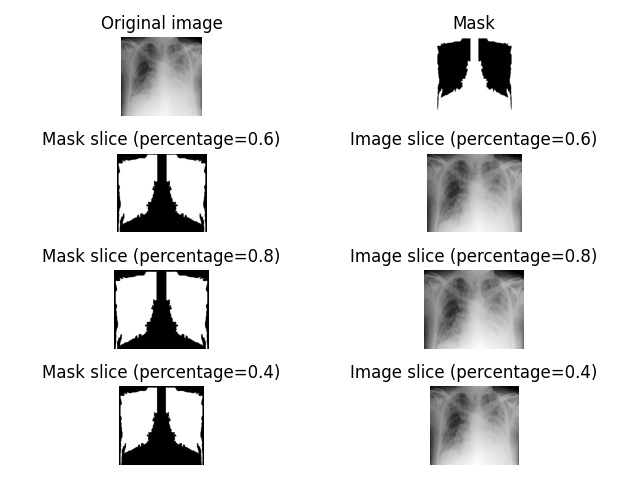 Original image
Mask
Mask slice (percentage=0.6)
Image slice (percentage=0.6)
Mask slice (percentage=0.8)
Image slice (percentage=0.8)
Mask slice (percentage=0.4)
Image slice (percentage=0.4)